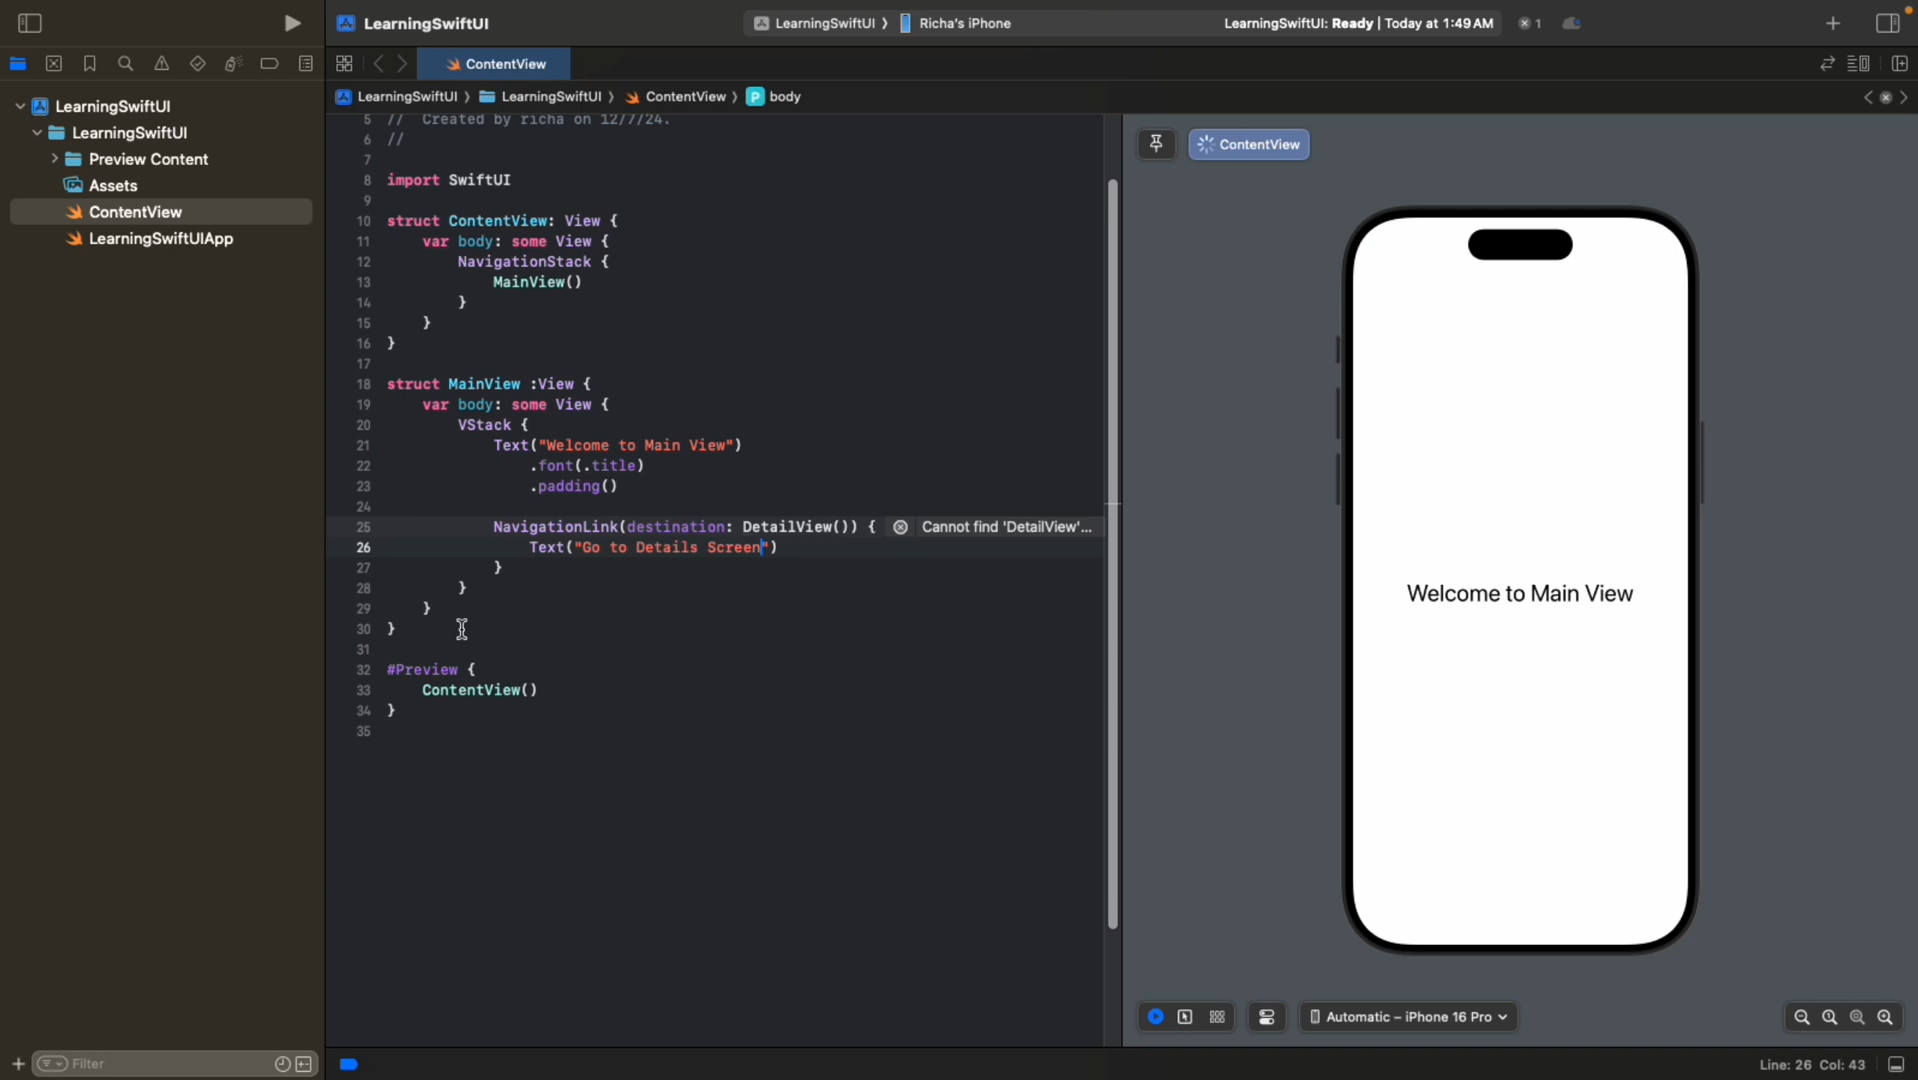 LearningSwiftUI
LearningSwiftUI 〉 Richa's iPhone
LearningSwiftUI: Ready | Today at 1:49 AM
1
ContentView
LearningSwiftUI 〉 LearningSwiftUI 〉 ContentView 〉 P body
LearningSwiftUI
LearningSwiftUI
Preview Content
Assets
ContentView
LearningSwiftUIApp
5 //  Created by richa on 12/7/24.
6 //
7
8 import SwiftUI
9
10 struct ContentView: View {
11     var body: some View {
12         NavigationStack {
13             MainView()
14         }
15     }
16 }
17
18 struct MainView :View {
19     var body: some View {
20         VStack {
21             Text("Welcome to Main View")
22                 .font(.title)
23                 .padding()
24
25             NavigationLink(destination: DetailView()) { Cannot find 'DetailView'...
26                 Text("Go to Details Screen")
27             }
28         }
29     }
30 }
31
32 #Preview {
33     ContentView()
34 }
35
ContentView
Welcome to Main View
Automatic – iPhone 16 Pro
Filter
Line: 26 Col: 43